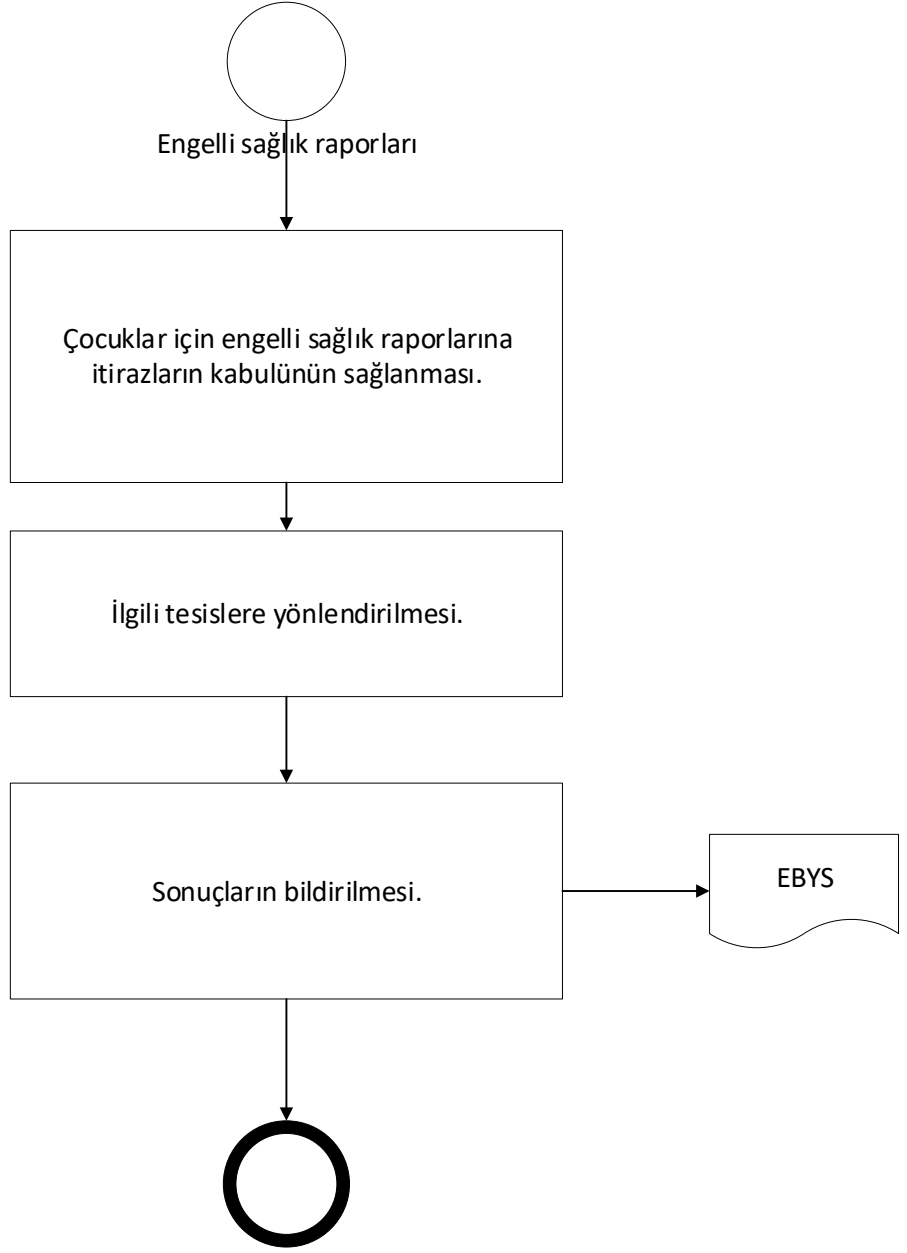 Engelli sağlık raporları
Çocuklar için engelli sağlık raporlarına
itirazların kabulünün sağlanması.
İlgili tesislere yönlendirilmesi.
Sonuçların bildirilmesi.
EBYS